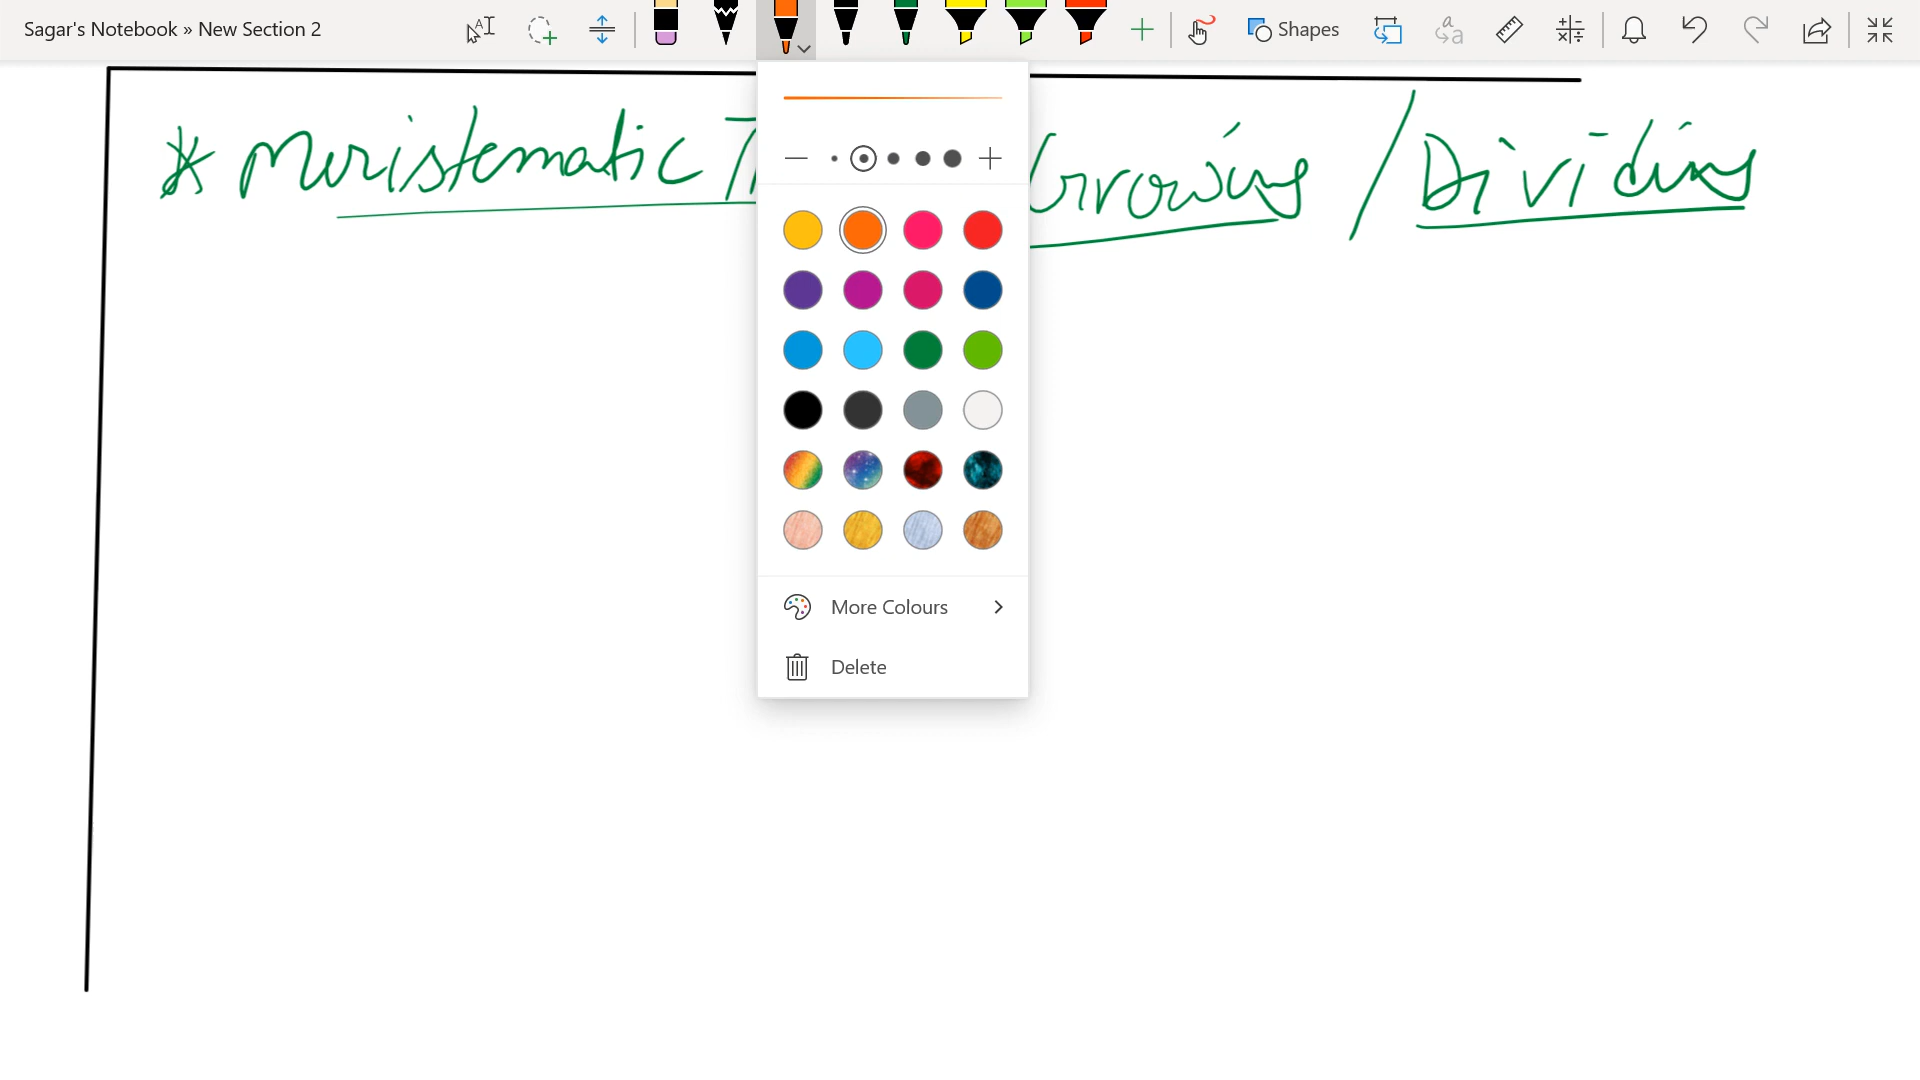 Sagar's Notebook » New Section 2
Shapes
* Meristematic T Growing / Dividing
More Colours
Delete